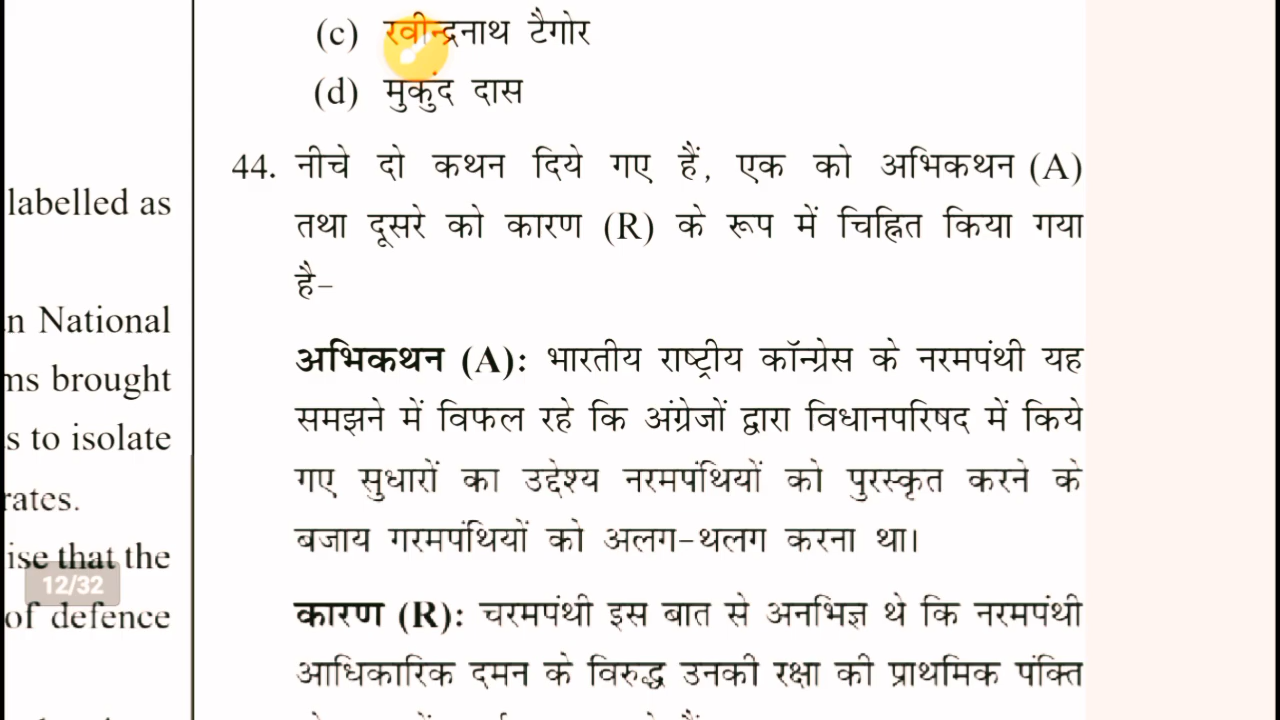 (c) रवीन्द्रनाथ टैगोर
(d) मुकुंद दास
44. नीचे दो कथन दिये गए हैं, एक को अभिकथन (A)
तथा दूसरे को कारण (R) के रूप में चिह्नित किया गया
है-
अभिकथन (A): भारतीय राष्ट्रीय कॉन्ग्रेस के नरमपंथी यह
समझने में विफल रहे कि अंग्रेजों द्वारा विधानपरिषद में किये
गए सुधारों का उद्देश्य नरमपंथियों को पुरस्कृत करने के
बजाय गरमपंथियों को अलग-थलग करना था।
कारण (R): चरमपंथी इस बात से अनभिज्ञ थे कि नरमपंथी
आधिकारिक दमन के विरुद्ध उनकी रक्षा की प्राथमिक पंक्ति
labelled as
n National
ms brought
s to isolate
rates.
ise that the
12/32
of defence